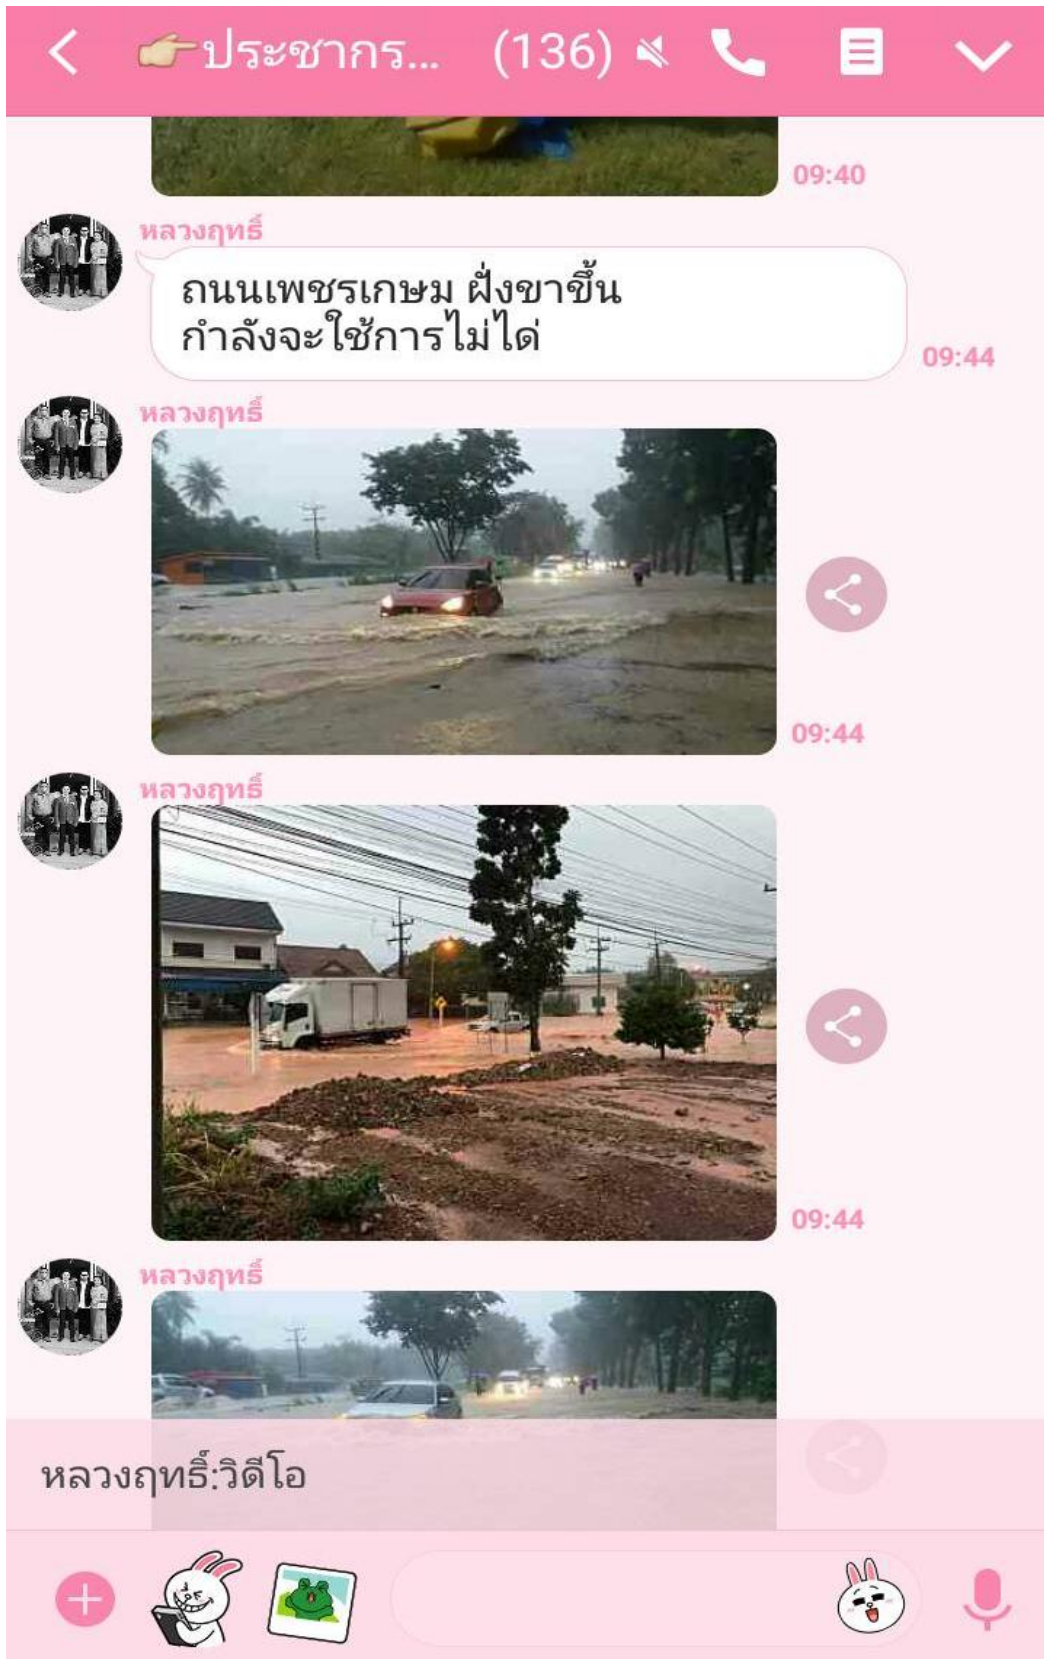 👉ประชากร... (136)
09:40
หลวงฤทธิ์
ถนนเพชรเกษม ฝั่งขาขึ้น
กำลังจะใช้การไม่ได่
09:44
หลวงฤทธิ์
09:44
หลวงฤทธิ์
09:44
หลวงฤทธิ์
หลวงฤทธิ์:วิดีโอ